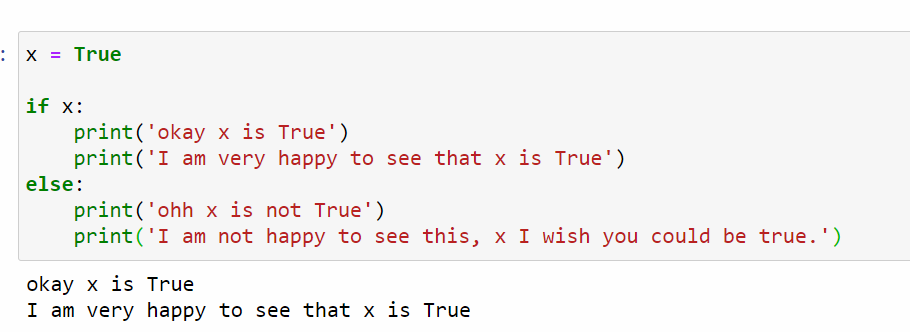 : x = True
if x:
    print('okay x is True')
    print('I am very happy to see that x is True')
else:
    print('ohh x is not True')
    print('I am not happy to see this, x I wish you could be true.')
okay x is True
I am very happy to see that x is True